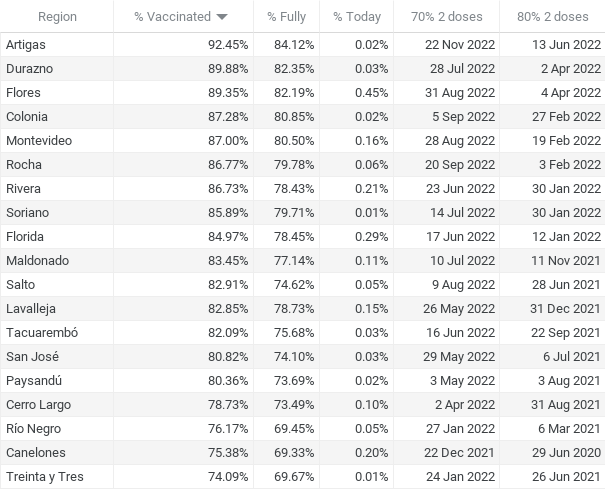 Region % Vaccinated % Fully % Today 70% 2 doses 80% 2 doses
Artigas 92.45% 84.12% 0.02% 22 Nov 2022 13 Jun 2022
Durazno 89.88% 82.35% 0.03% 28 Jul 2022 2 Apr 2022
Flores 89.35% 82.19% 0.45% 31 Aug 2022 4 Apr 2022
Colonia 87.28% 80.85% 0.02% 5 Sep 2022 27 Feb 2022
Montevideo 87.00% 80.50% 0.16% 28 Aug 2022 19 Feb 2022
Rocha 86.77% 79.78% 0.06% 20 Sep 2022 3 Feb 2022
Rivera 86.73% 78.43% 0.21% 23 Jun 2022 30 Jan 2022
Soriano 85.89% 79.71% 0.01% 14 Jul 2022 30 Jan 2022
Florida 84.97% 78.45% 0.29% 17 Jun 2022 12 Jan 2022
Maldonado 83.45% 77.14% 0.11% 10 Jul 2022 11 Nov 2021
Salto 82.91% 74.62% 0.05% 9 Aug 2022 28 Jun 2021
Lavalleja 82.85% 78.73% 0.15% 26 May 2022 31 Dec 2021
Tacuarembó 82.09% 75.68% 0.03% 16 Jun 2022 22 Sep 2021
San José 80.82% 74.10% 0.03% 29 May 2022 6 Jul 2021
Paysandú 80.36% 73.69% 0.02% 3 May 2022 3 Aug 2021
Cerro Largo 78.73% 73.49% 0.10% 2 Apr 2022 31 Aug 2021
Río Negro 76.17% 69.45% 0.05% 27 Jan 2022 6 Mar 2021
Canelones 75.38% 69.33% 0.20% 22 Dec 2021 29 Jun 2020
Treinta y Tres 74.09% 69.67% 0.01% 24 Jan 2022 26 Jun 2021